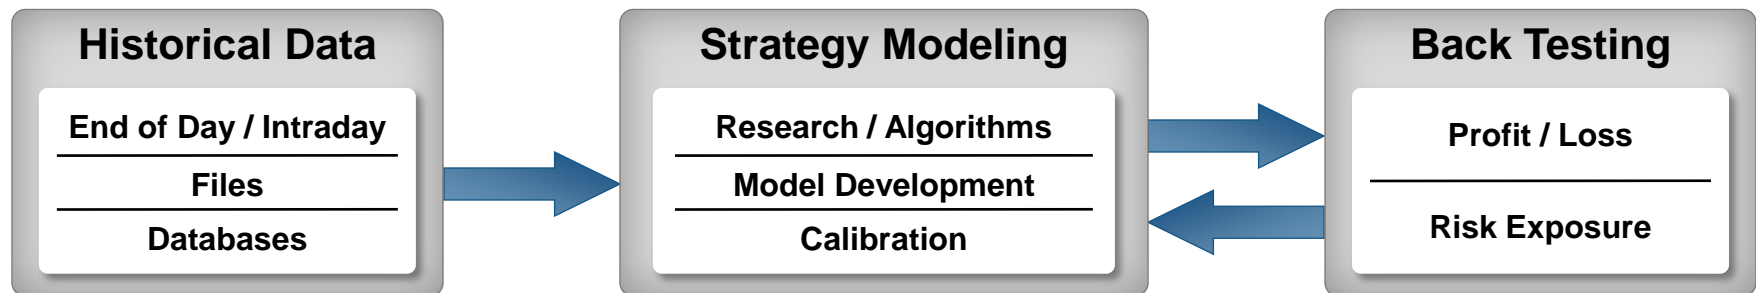 Historical Data
End of Day / Intraday
Files
Databases
Strategy Modeling
Research / Algorithms
Model Development
Calibration
Back Testing
Profit / Loss
Risk Exposure